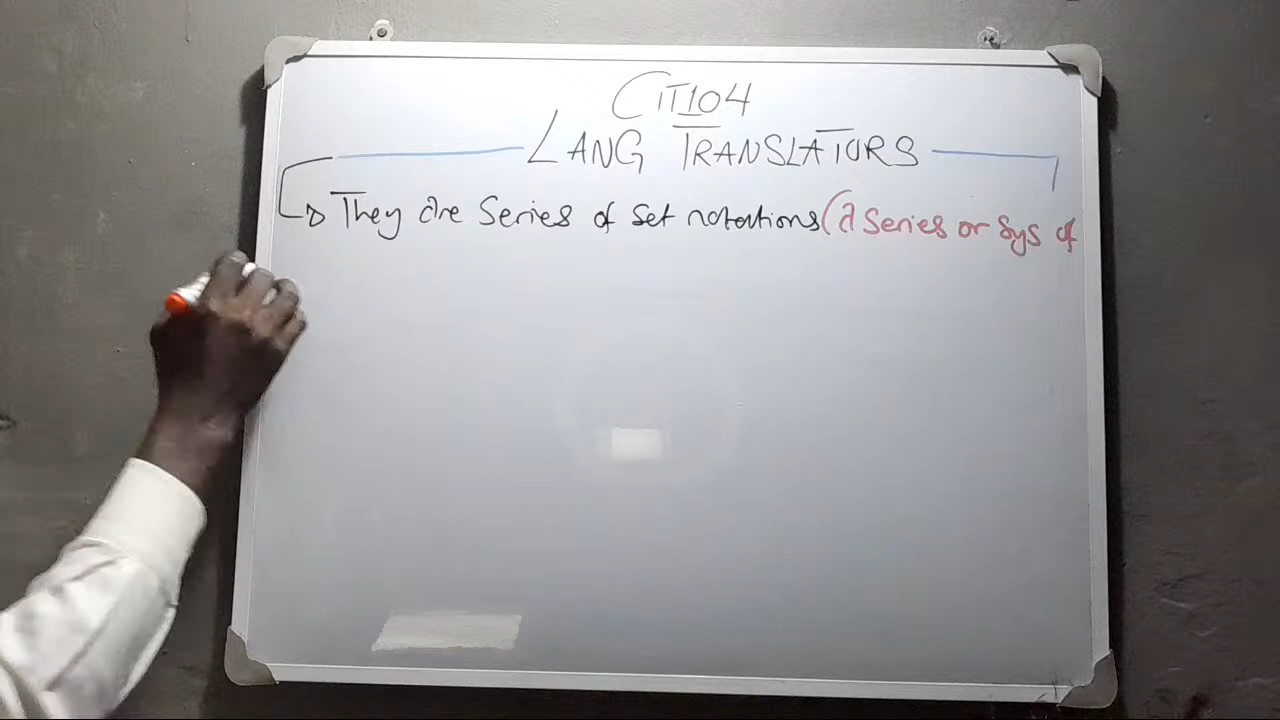 CIT104
LANG TRANSLATORS
They are Series of Set notations (a Series or Sys of